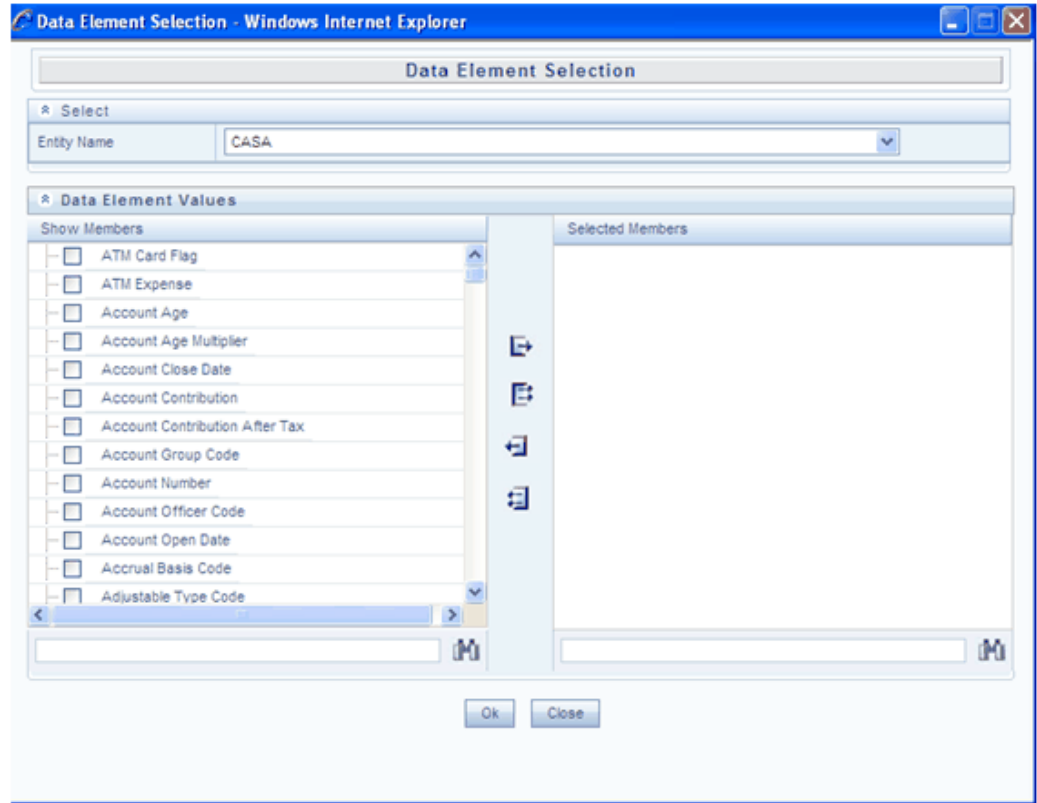 Data Element Selection - Windows Internet Explorer
Data Element Selection
Select
Entity Name CASA
Data Element Values
Show Members
Selected Members
ATM Card Flag
ATM Expense
Account Age
Account Age Multiplier
Account Close Date
Account Contribution
Account Contribution After Tax
Account Group Code
Account Number
Account Officer Code
Account Open Date
Accrual Basis Code
Adjustable Type Code
Ok Close